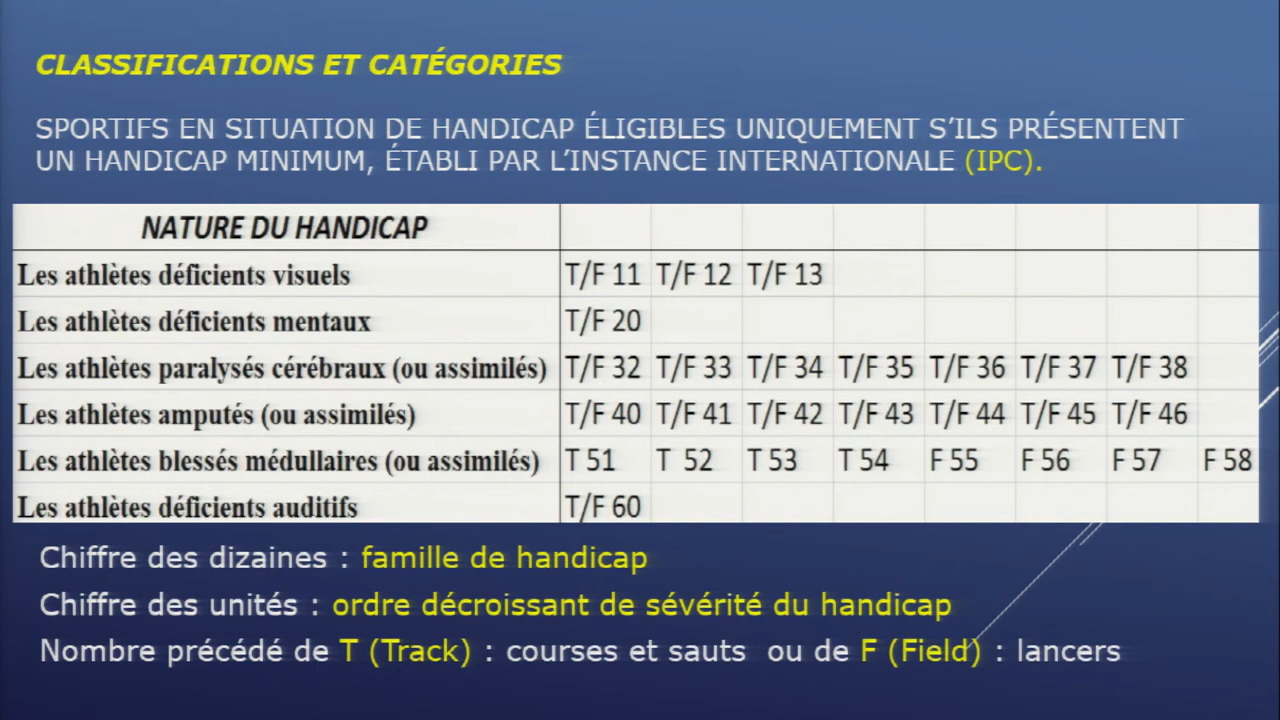 CLASSIFICATIONS ET CATÉGORIES
SPORTIFS EN SITUATION DE HANDICAP ÉLIGIBLES UNIQUEMENT S'ILS PRÉSENTENT
UN HANDICAP MINIMUM, ÉTABLI PAR L'INSTANCE INTERNATIONALE (IPC).
NATURE DU HANDICAP
Les athlètes déficients visuels T/F 11 T/F 12 T/F 13
Les athlètes déficients mentaux T/F 20
Les athlètes paralysés cérébraux (ou assimilés) T/F 32 T/F 33 T/F 34 T/F 35 T/F 36 T/F 37 T/F 38
Les athlètes amputés (ou assimilés) T/F 40 T/F 41 T/F 42 T/F 43 T/F 44 T/F 45 T/F 46
Les athlètes blessés médullaires (ou assimilés) T 51 T 52 T 53 T 54 F 55 F 56 F 57 F 58
Les athlètes déficients auditifs T/F 60
Chiffre des dizaines : famille de handicap
Chiffre des unités : ordre décroissant de sévérité du handicap
Nombre précédé de T (Track) : courses et sauts ou de F (Field) : lancers